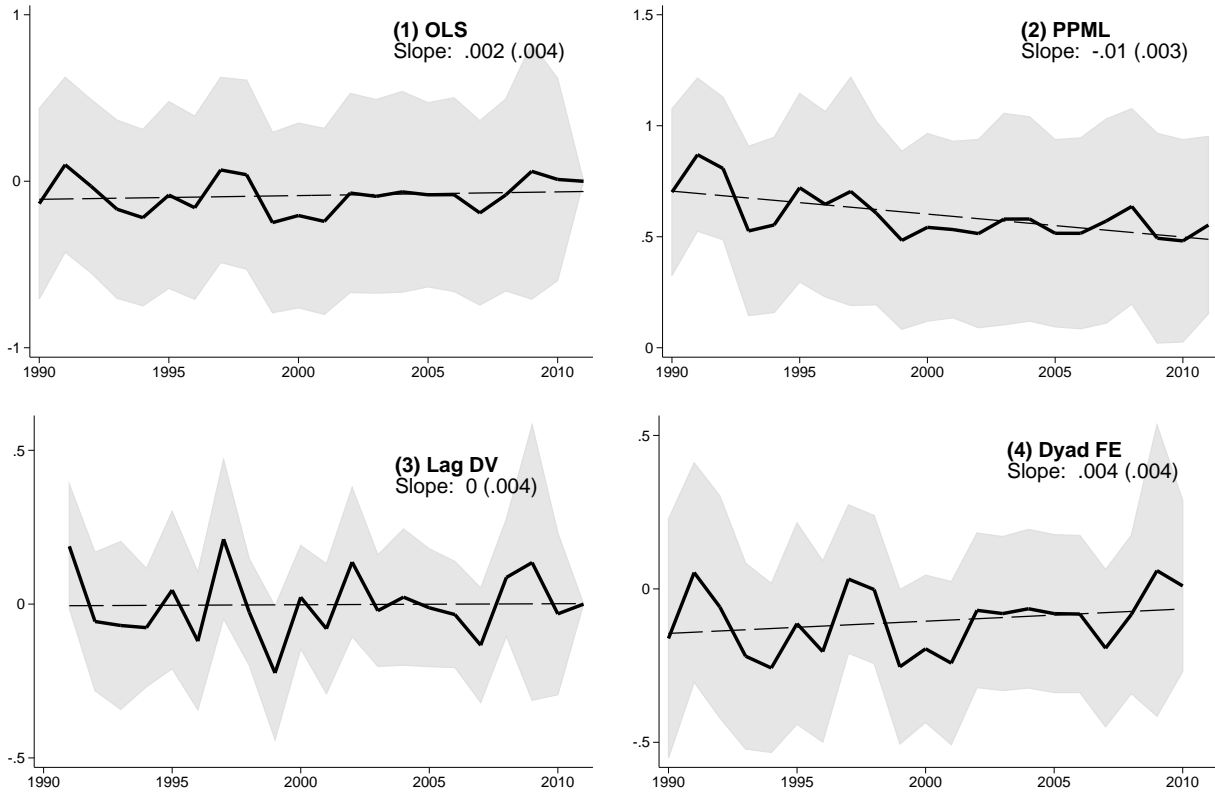 (1) OLS
Slope: .002 (.004)
1
0
-1
1990 1995 2000 2005 2010
(2) PPML
Slope: -.01 (.003)
1.5
1
.5
0
1990 1995 2000 2005 2010
(3) Lag DV
Slope: 0 (.004)
.5
0
-.5
1990 1995 2000 2005 2010
(4) Dyad FE
Slope: .004 (.004)
.5
0
-.5
1990 1995 2000 2005 2010